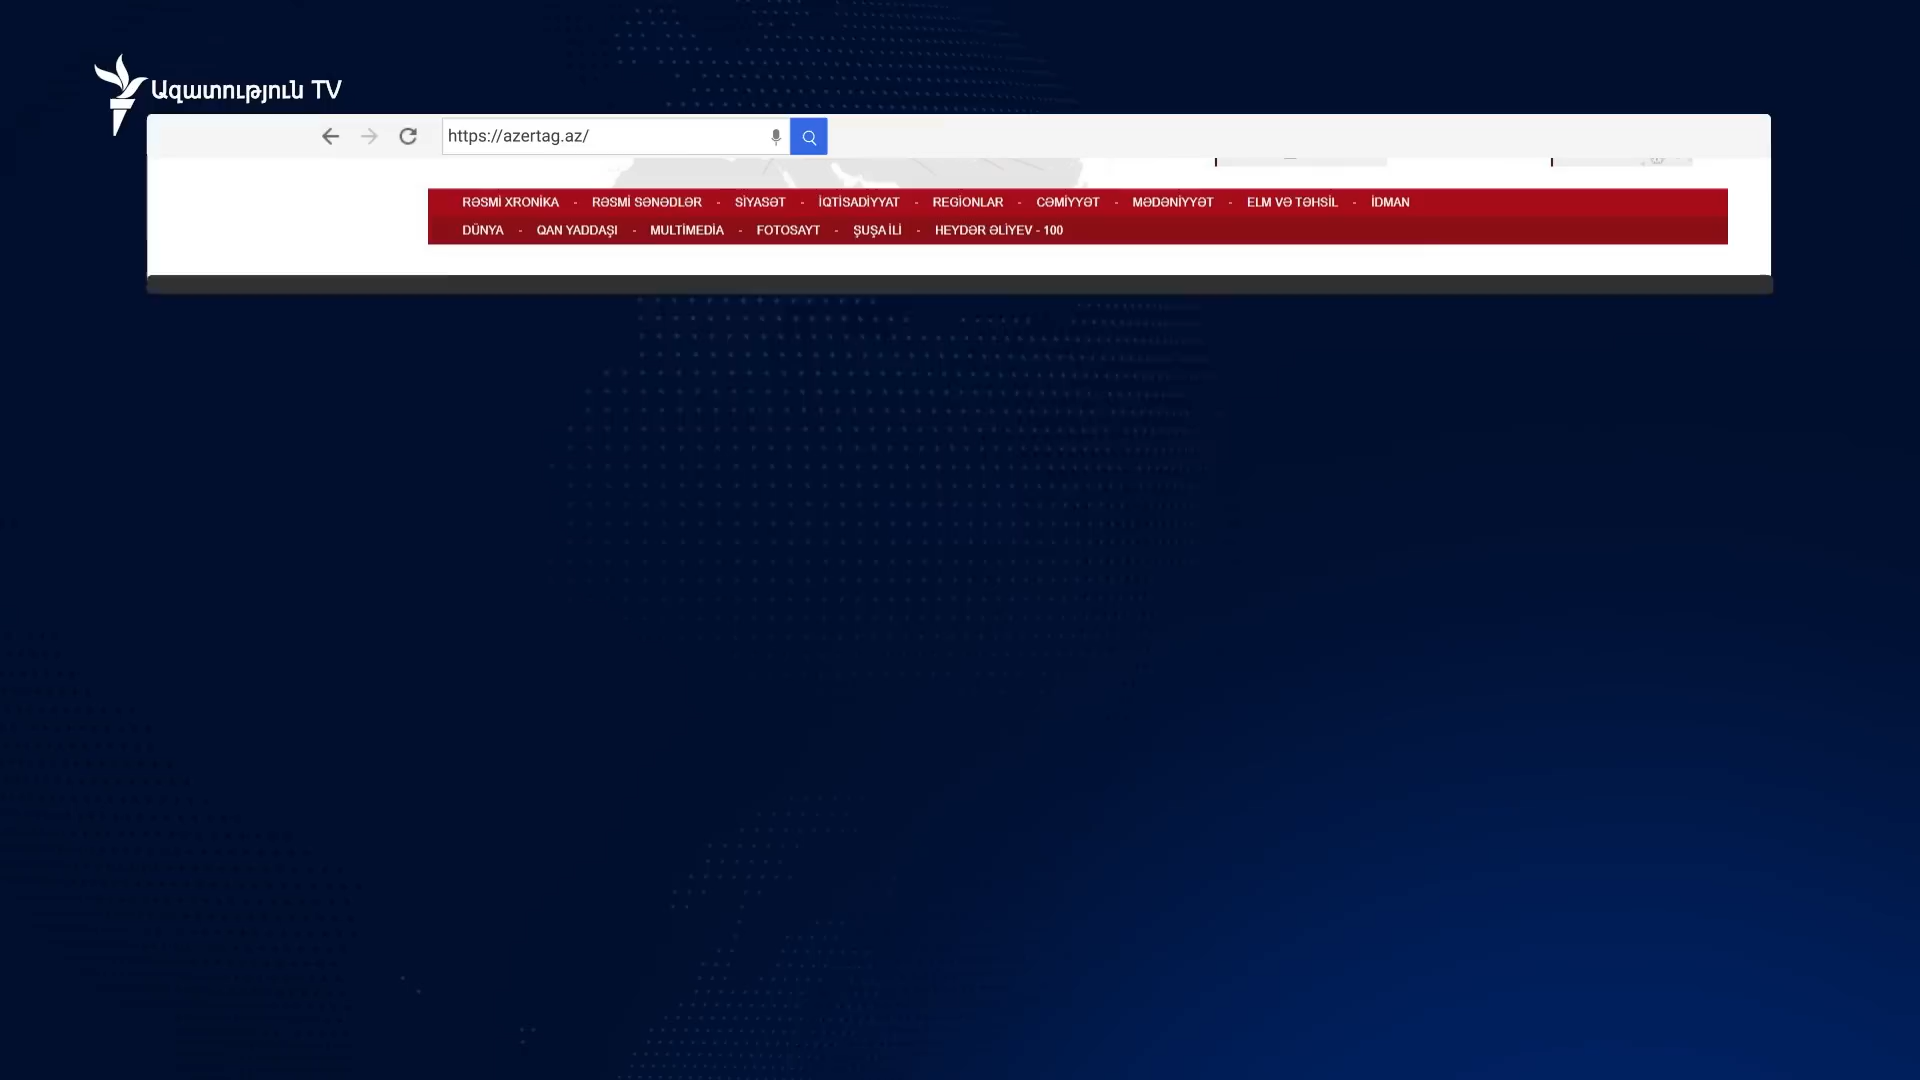 Ազատություն TV
https://azertag.az/
RƏSMİ XRONİKA - RƏSMİ SƏNƏDLƏR - SİYASƏT - İQTİSADİYYAT - REGİONLAR - CƏMİYYƏT - MƏDƏNİYYƏT - ELM VƏ TƏHSİL - İDMAN
DÜNYA - QAN YADDAŞI - MULTİMEDİA - FOTOSAYT - ŞUŞA İLİ - HEYDƏR ƏLİYEV - 100